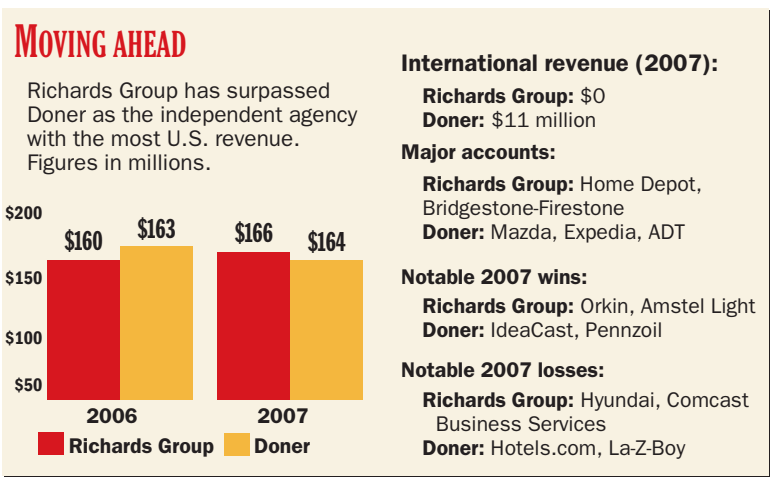 MOVING AHEAD
Richards Group has surpassed
Doner as the independent agency
with the most U.S. revenue.
Figures in millions.
$200
$160
$163
$166
$164
$150
$100
$50
2006
2007
Richards Group
Doner
International revenue (2007):
Richards Group: $0
Doner: $11 million
Major accounts:
Richards Group: Home Depot,
Bridgestone-Firestone
Doner: Mazda, Expedia, ADT
Notable 2007 wins:
Richards Group: Orkin, Amstel Light
Doner: IdeaCast, Pennzoil
Notable 2007 losses:
Richards Group: Hyundai, Comcast
Business Services
Doner: Hotels.com, La-Z-Boy